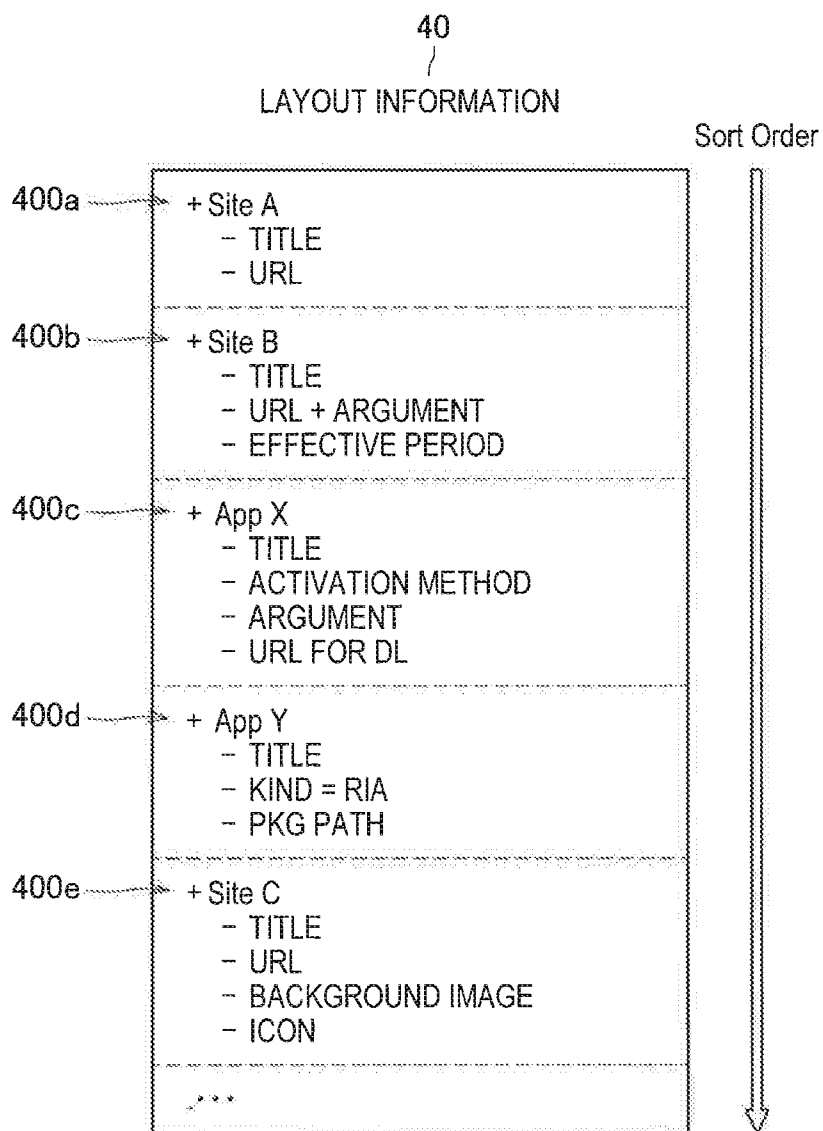 40
LAYOUT INFORMATION
Sort Order
400a
+ Site A
- TITLE
- URL
400b
+ Site B
- TITLE
- URL + ARGUMENT
- EFFECTIVE PERIOD
400c
+ App X
- TITLE
- ACTIVATION METHOD
- ARGUMENT
- URL FOR DL
400d
+ App Y
- TITLE
- KIND = RIA
- PKG PATH
400e
+ Site C
- TITLE
- URL
- BACKGROUND IMAGE
- ICON
...